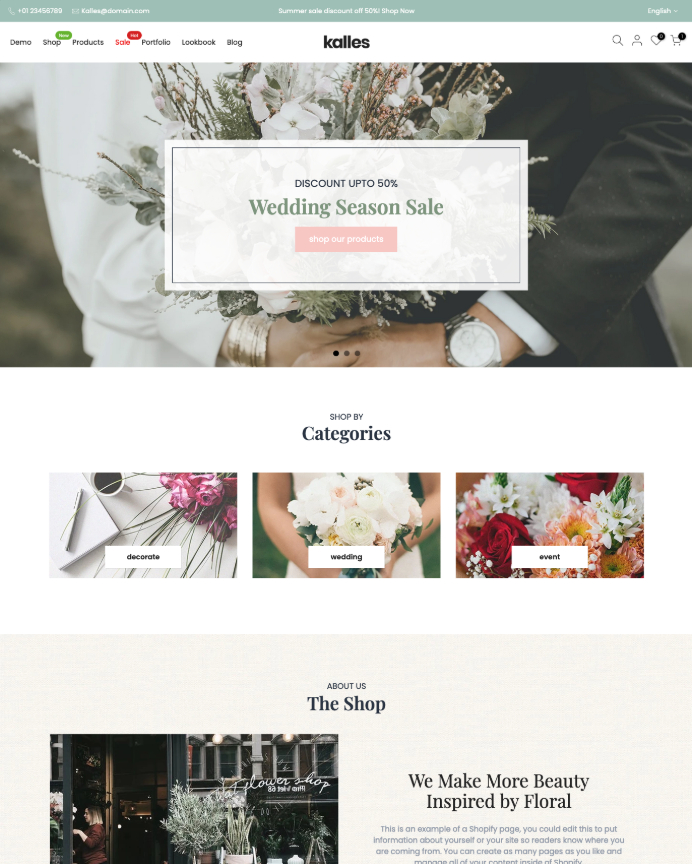 +01 23456789 Kalles@domain.com Summer sale discount off 50%! Shop Now English
New Hot
Demo Shop Products Sale Portfolio Lookbook Blog kalles 0 1
DISCOUNT UPTO 50%
Wedding Season Sale
shop our products
SHOP BY
Categories
decorate wedding event
ABOUT US
The Shop
flower shop
We Make More Beauty
Inspired by Floral
This is an example of a Shopify page, you could edit this to put
information about yourself or your site so readers know where you
are coming from. You can create as many pages as you like and
manage all of your content inside of Shopify.